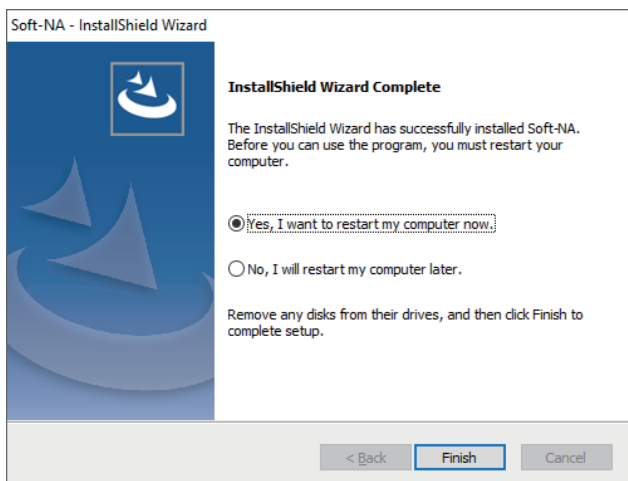 Soft-NA - InstallShield Wizard
InstallShield Wizard Complete
The InstallShield Wizard has successfully installed Soft-NA.
Before you can use the program, you must restart your
computer.
Yes, I want to restart my computer now.
No, I will restart my computer later.
Remove any disks from their drives, and then click Finish to
complete setup.
< Back
Finish
Cancel